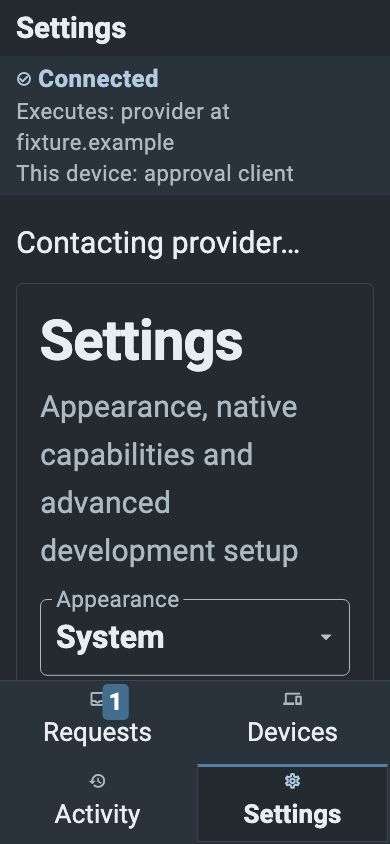 Settings
Connected
Executes: provider at
fixture.example
This device: approval client
Contacting provider…
Settings
Appearance, native
capabilities and
advanced
development setup
Appearance
System
1
Requests
Devices
Activity
Settings